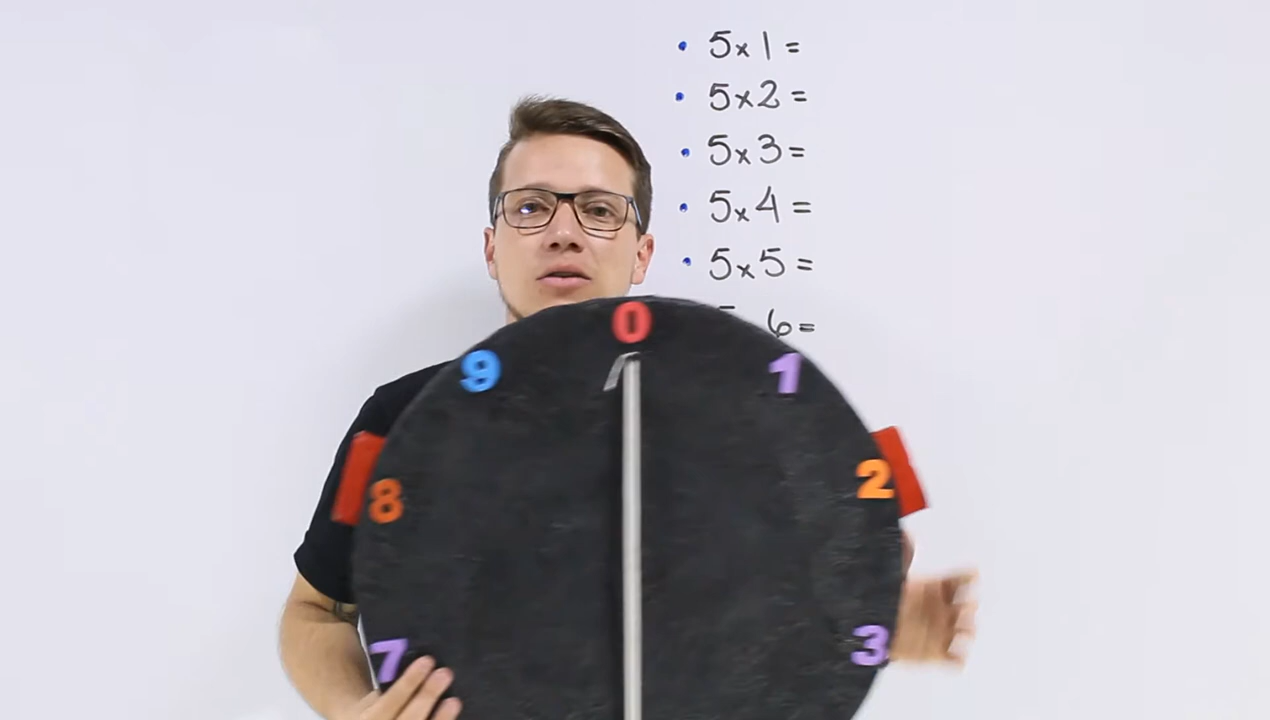 5x1=
5x2=
5x3=
5x4=
5x5=
6=
0
9
1
8
2
7
3